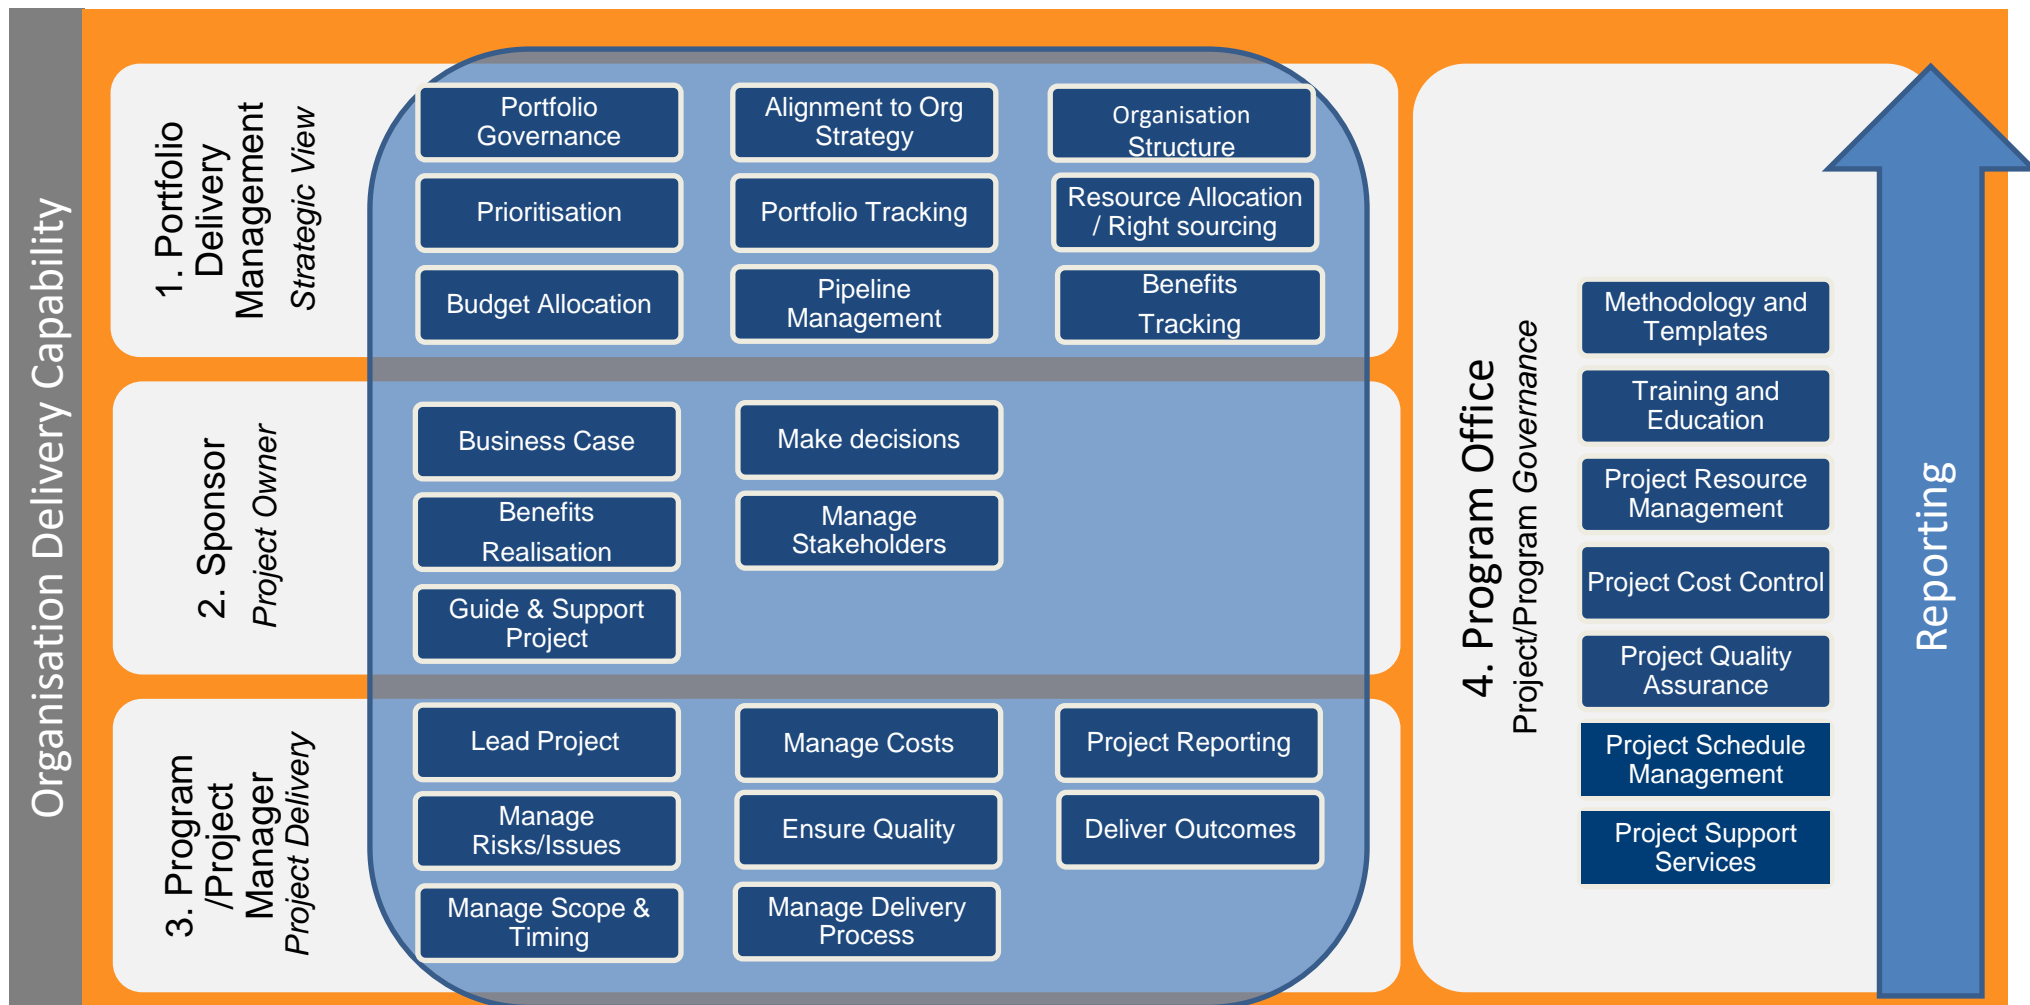 Organisation Delivery Capability
1. Portfolio
Delivery
Management
Strategic View
Portfolio
Governance
Alignment to Org
Strategy
Organisation
Structure
Prioritisation
Portfolio Tracking
Resource Allocation
/ Right sourcing
Budget Allocation
Pipeline
Management
Benefits
Tracking
2. Sponsor
Project Owner
Business Case
Make decisions
Benefits
Realisation
Manage
Stakeholders
Guide & Support
Project
3. Program
/Project
Manager
Project Delivery
Lead Project
Manage Costs
Project Reporting
Manage
Risks/Issues
Ensure Quality
Deliver Outcomes
Manage Scope &
Timing
Manage Delivery
Process
4. Program Office
Project/Program Governance
Methodology and
Templates
Training and
Education
Project Resource
Management
Project Cost Control
Project Quality
Assurance
Project Schedule
Management
Project Support
Services
Reporting